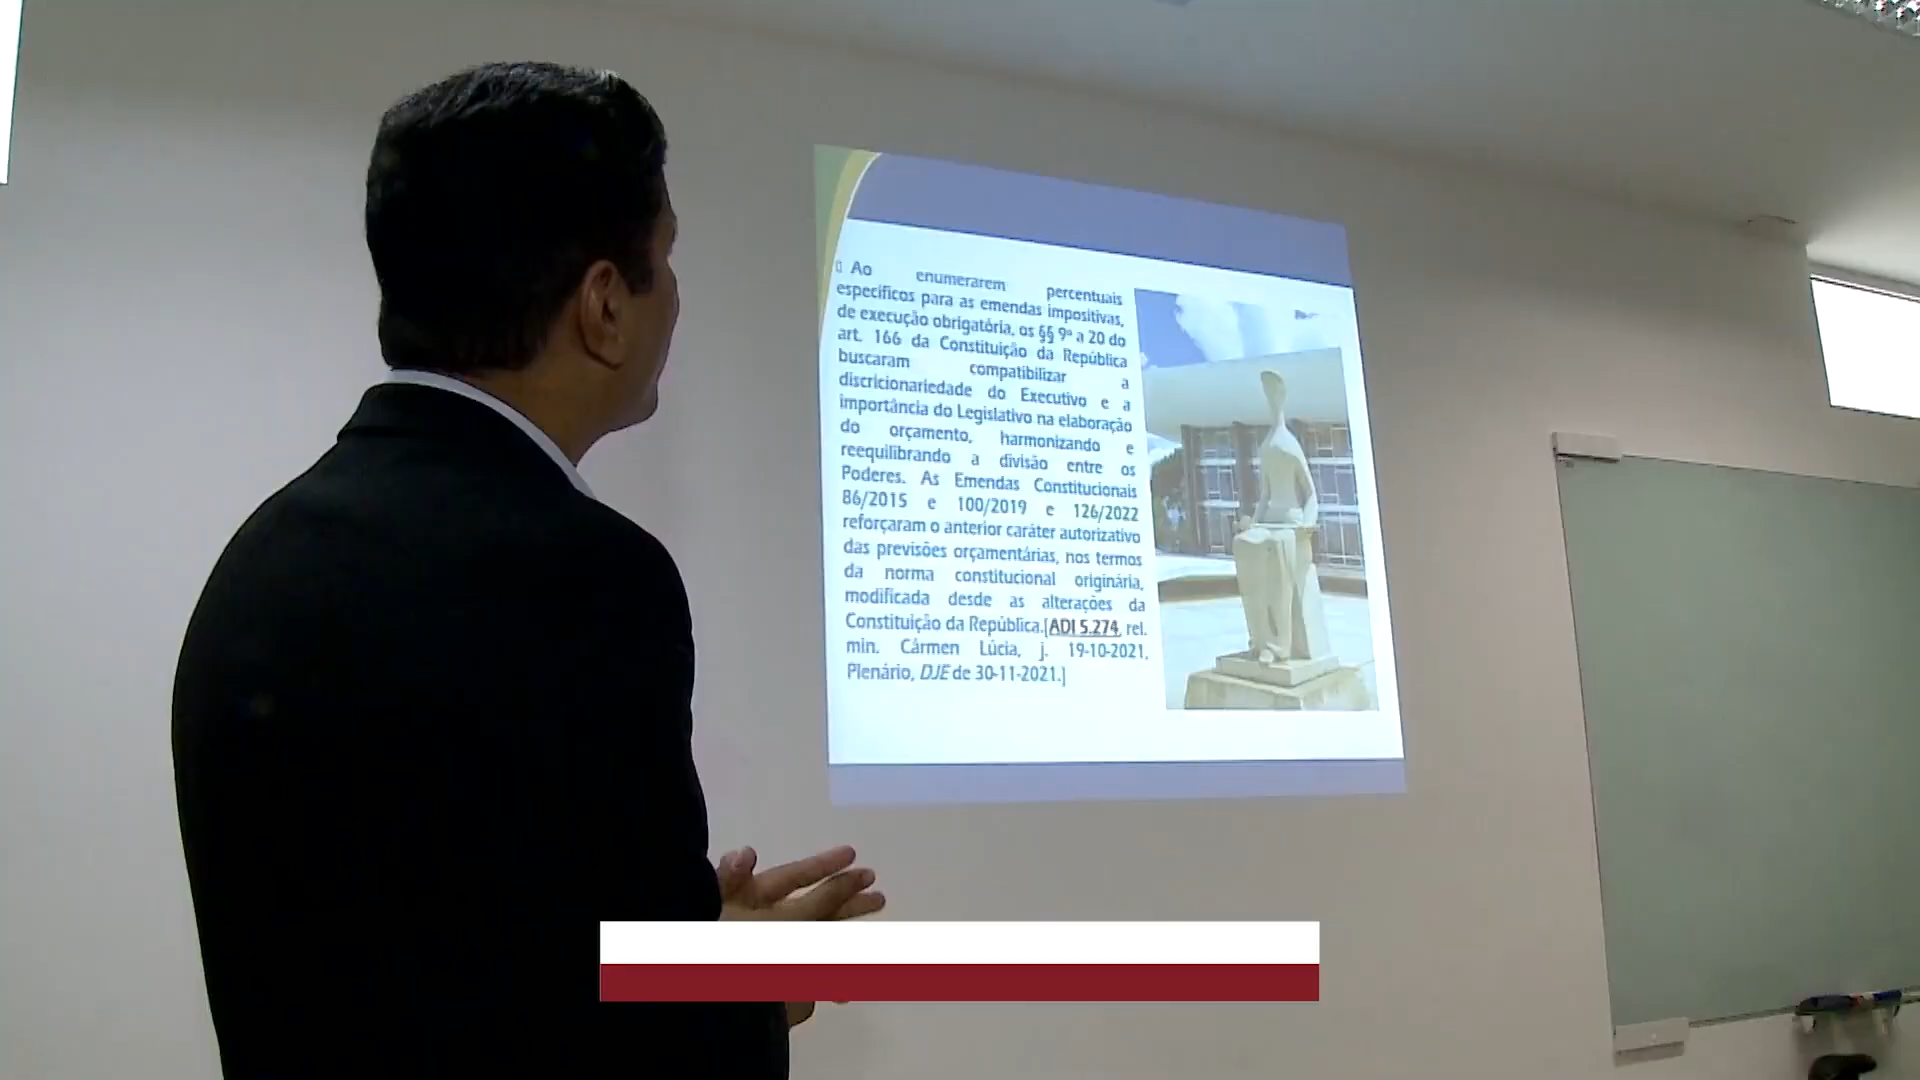 Ao enumerarem percentuais
específicos para as emendas impositivas,
de execução obrigatória, os §§ 9º a 20 do
art. 166 da Constituição da República
buscaram compatibilizar a
discricionariedade do Executivo e a
importância do Legislativo na elaboração
do orçamento, harmonizando e
reequilibrando a divisão entre os
Poderes. As Emendas Constitucionais
86/2015 e 100/2019 e 126/2022
reforçaram o anterior caráter autorizativo
das previsões orçamentárias, nos termos
da norma constitucional originária,
modificada desde as alterações da
Constituição da República.[ADI 5.274, rel.
min. Cármen Lúcia, j. 19-10-2021,
Plenário, DJE de 30-11-2021.]